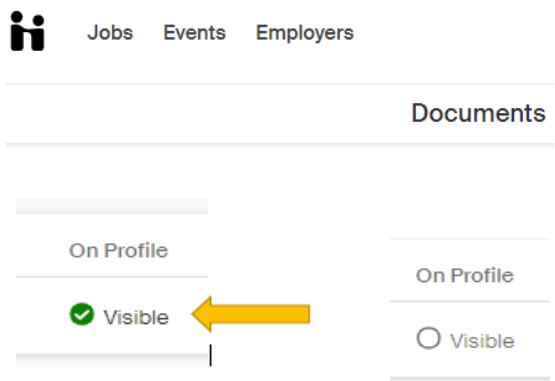 Jobs Events Employers
Documents
On Profile
Visible
On Profile
Visible